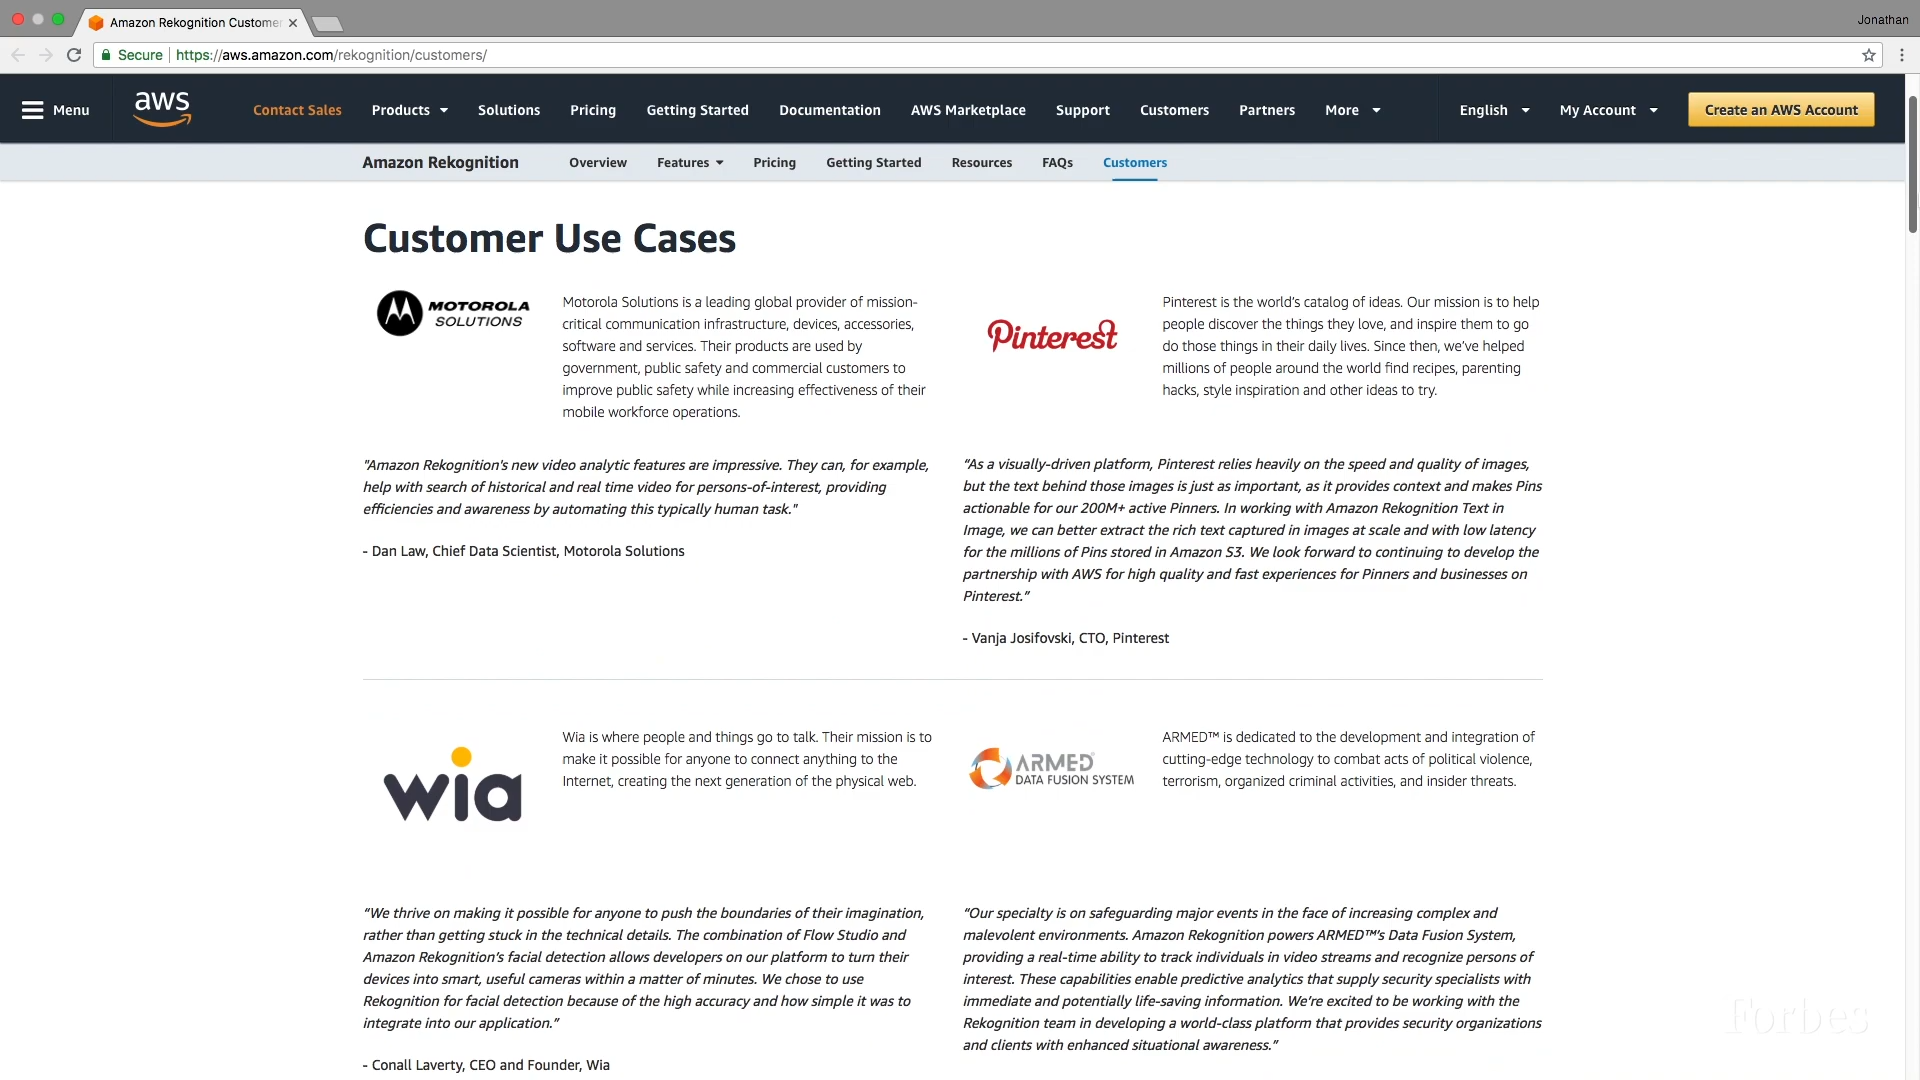 Amazon Rekognition Custome
Jonathan
Secure https://aws.amazon.com/rekognition/customers/
Menu
aws
Contact Sales Products Solutions Pricing Getting Started Documentation AWS Marketplace Support Customers Partners More English My Account Create an AWS Account
Amazon Rekognition Overview Features Pricing Getting Started Resources FAQs Customers
Customer Use Cases
MOTOROLA
SOLUTIONS
Motorola Solutions is a leading global provider of mission-
critical communication infrastructure, devices, accessories,
software and services. Their products are used by
government, public safety and commercial customers to
improve public safety while increasing effectiveness of their
mobile workforce operations.
"Amazon Rekognition's new video analytic features are impressive. They can, for example,
help with search of historical and real time video for persons-of-interest, providing
efficiencies and awareness by automating this typically human task."
- Dan Law, Chief Data Scientist, Motorola Solutions
Pinterest
Pinterest is the world’s catalog of ideas. Our mission is to help
people discover the things they love, and inspire them to go
do those things in their daily lives. Since then, we’ve helped
millions of people around the world find recipes, parenting
hacks, style inspiration and other ideas to try.
“As a visually-driven platform, Pinterest relies heavily on the speed and quality of images,
but the text behind those images is just as important, as it provides context and makes Pins
actionable for our 200M+ active Pinners. In working with Amazon Rekognition Text in
Image, we can better extract the rich text captured in images at scale and with low latency
for the millions of Pins stored in Amazon S3. We look forward to continuing to develop the
partnership with AWS for high quality and fast experiences for Pinners and businesses on
Pinterest.”
- Vanja Josifovski, CTO, Pinterest
wia
Wia is where people and things go to talk. Their mission is to
make it possible for anyone to connect anything to the
Internet, creating the next generation of the physical web.
“We thrive on making it possible for anyone to push the boundaries of their imagination,
rather than getting stuck in the technical details. The combination of Flow Studio and
Amazon Rekognition’s facial detection allows developers on our platform to turn their
devices into smart, useful cameras within a matter of minutes. We chose to use
Rekognition for facial detection because of the high accuracy and how simple it was to
integrate into our application.”
- Conall Laverty, CEO and Founder, Wia
ARMED®
DATA FUSION SYSTEM
ARMED™ is dedicated to the development and integration of
cutting-edge technology to combat acts of political violence,
terrorism, organized criminal activities, and insider threats.
“Our specialty is on safeguarding major events in the face of increasing complex and
malevolent environments. Amazon Rekognition powers ARMED™’s Data Fusion System,
providing a real-time ability to track individuals in video streams and recognize persons of
interest. These capabilities enable predictive analytics that supply security specialists with
immediate and potentially life-saving information. We’re excited to be working with the
Rekognition team in developing a world-class platform that provides security organizations
and clients with enhanced situational awareness.”
Forbes